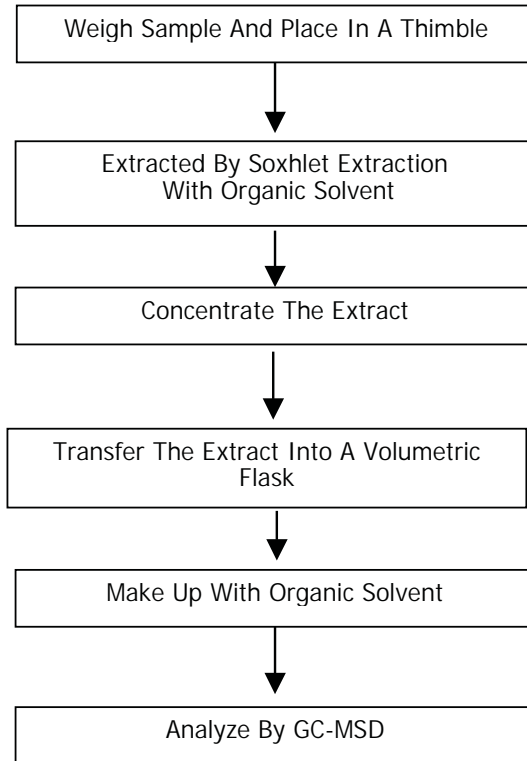 Weigh Sample And Place In A Thimble
Extracted By Soxhlet Extraction
With Organic Solvent
Concentrate The Extract
Transfer The Extract Into A Volumetric
Flask
Make Up With Organic Solvent
Analyze By GC-MSD